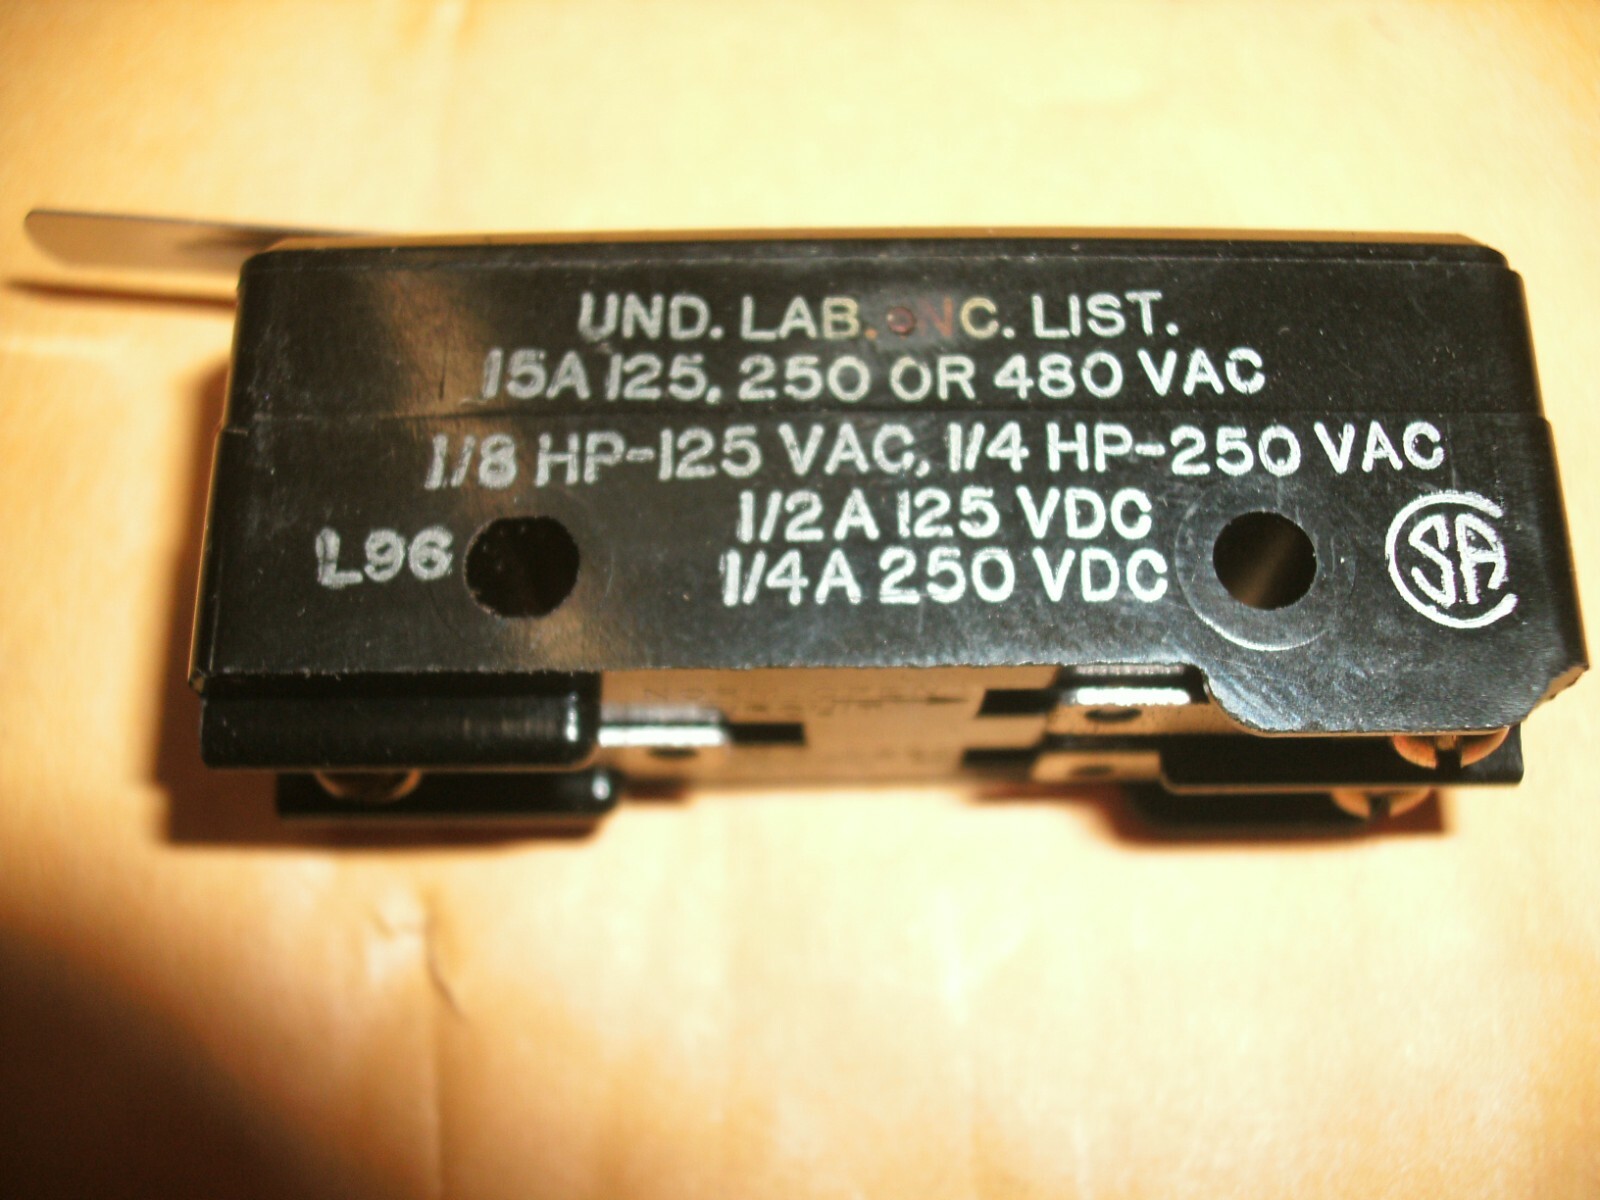 UND. LAB. INC. LIST.
15A 125, 250 OR 480 VAC
1/8 HP-125 VAC, 1/4 HP-250 VAC
1/2 A 125 VDC
L96
1/4 A 250 VDC
CSA